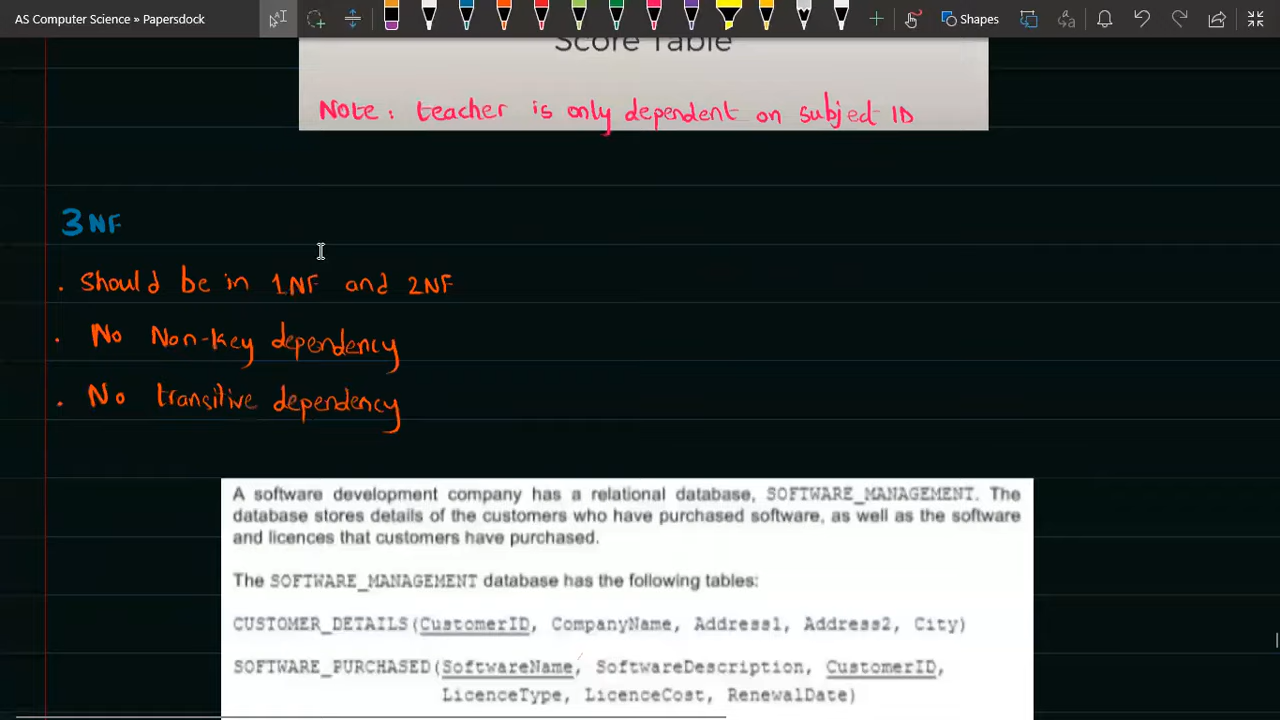 AS Computer Science » Papersdock
Shapes
Score Table
Note: teacher is only dependent on subject ID
3NF
. Should be in 1NF and 2NF
. No Non-key dependency
. No transitive dependency
A software development company has a relational database, SOFTWARE_MANAGEMENT. The
database stores details of the customers who have purchased software, as well as the software
and licences that customers have purchased.
The SOFTWARE_MANAGEMENT database has the following tables:
CUSTOMER_DETAILS(CustomerID, CompanyName, Address1, Address2, City)
SOFTWARE_PURCHASED(SoftwareName, SoftwareDescription, CustomerID,
LicenceType, LicenceCost, RenewalDate)